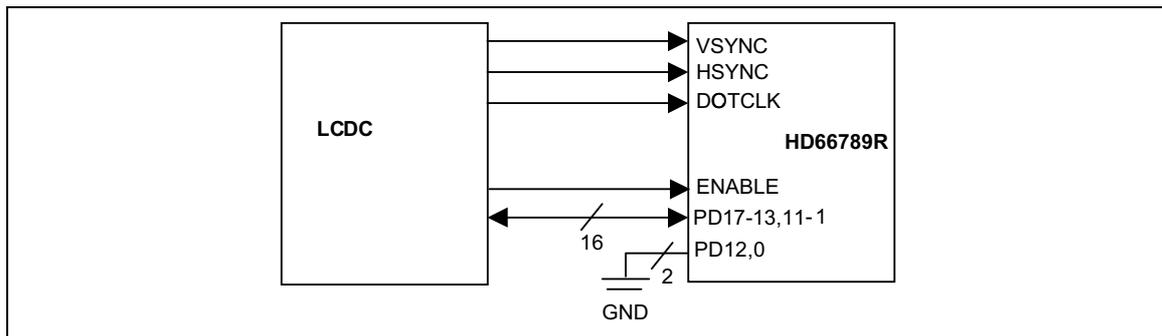 VSYNC
HSYNC
DOTCLK
LCDC
HD66789R
ENABLE
PD17-13,11-1
16
PD12,0
2
GND